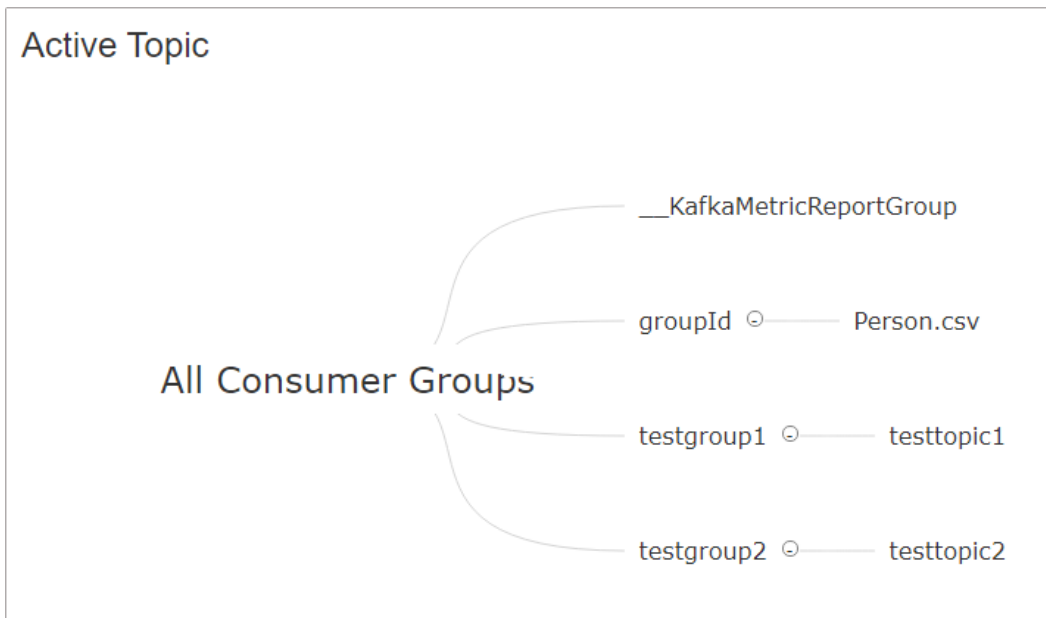 Active Topic
__KafkaMetricReportGroup
groupId - Person.csv
All Consumer Groups
testgroup1 - testtopic1
testgroup2 - testtopic2